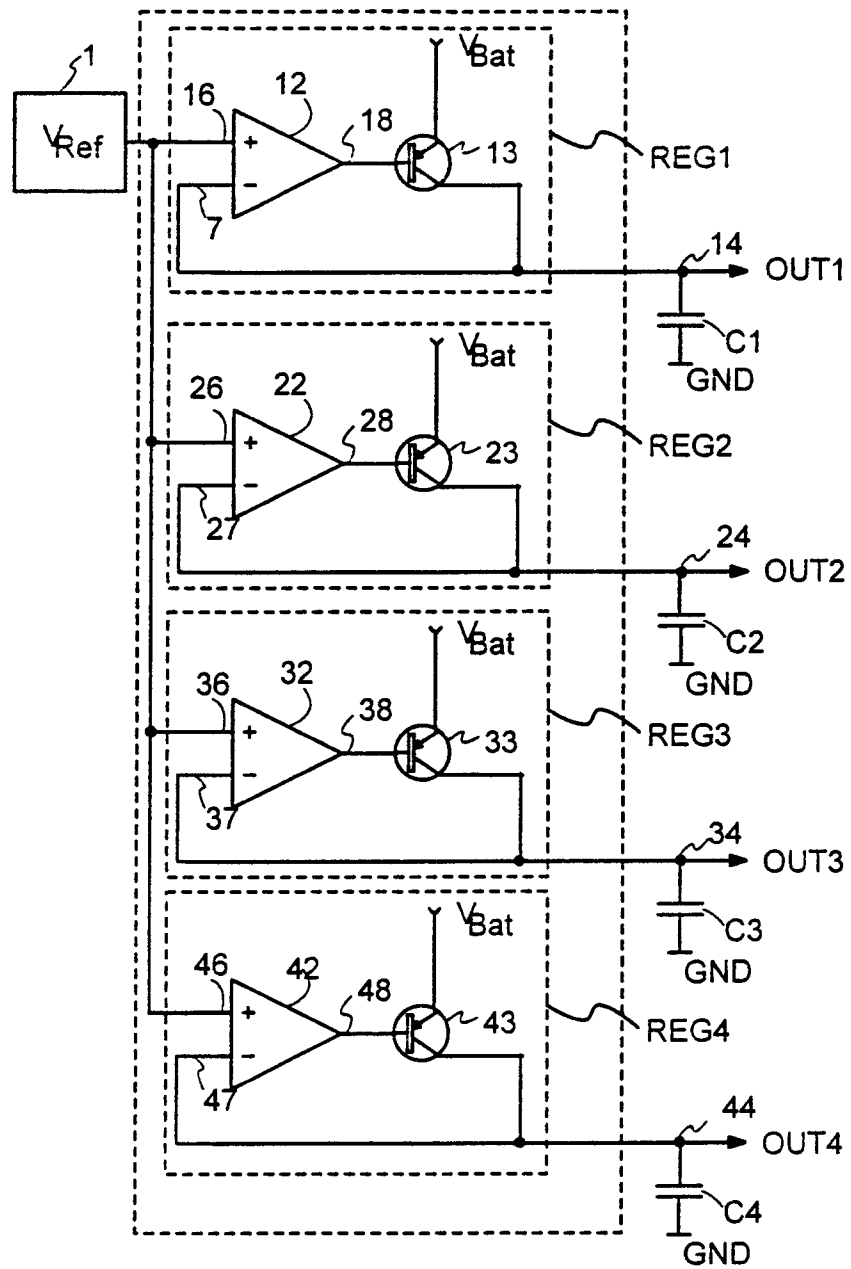 1
VRef
16
12
18
VBat
13
7
REG1
14
OUT1
C1
GND
26
22
28
VBat
23
27
REG2
24
OUT2
C2
GND
36
32
38
VBat
33
37
REG3
34
OUT3
C3
GND
46
42
48
VBat
43
47
REG4
44
OUT4
C4
GND
+
−
+
−
+
−
+
−